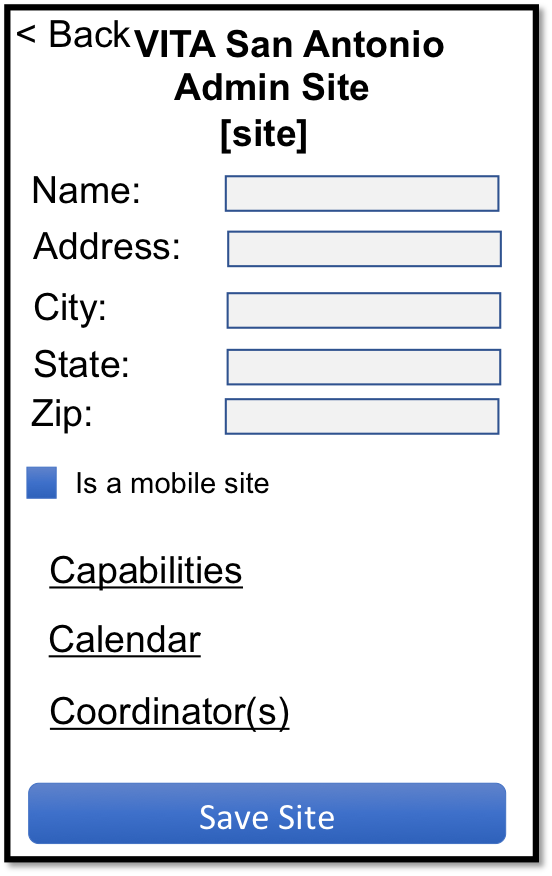 < Back
VITA San Antonio
Admin Site
[site]
Name:
Address:
City:
State:
Zip:
Is a mobile site
Capabilities
Calendar
Coordinator(s)
Save Site